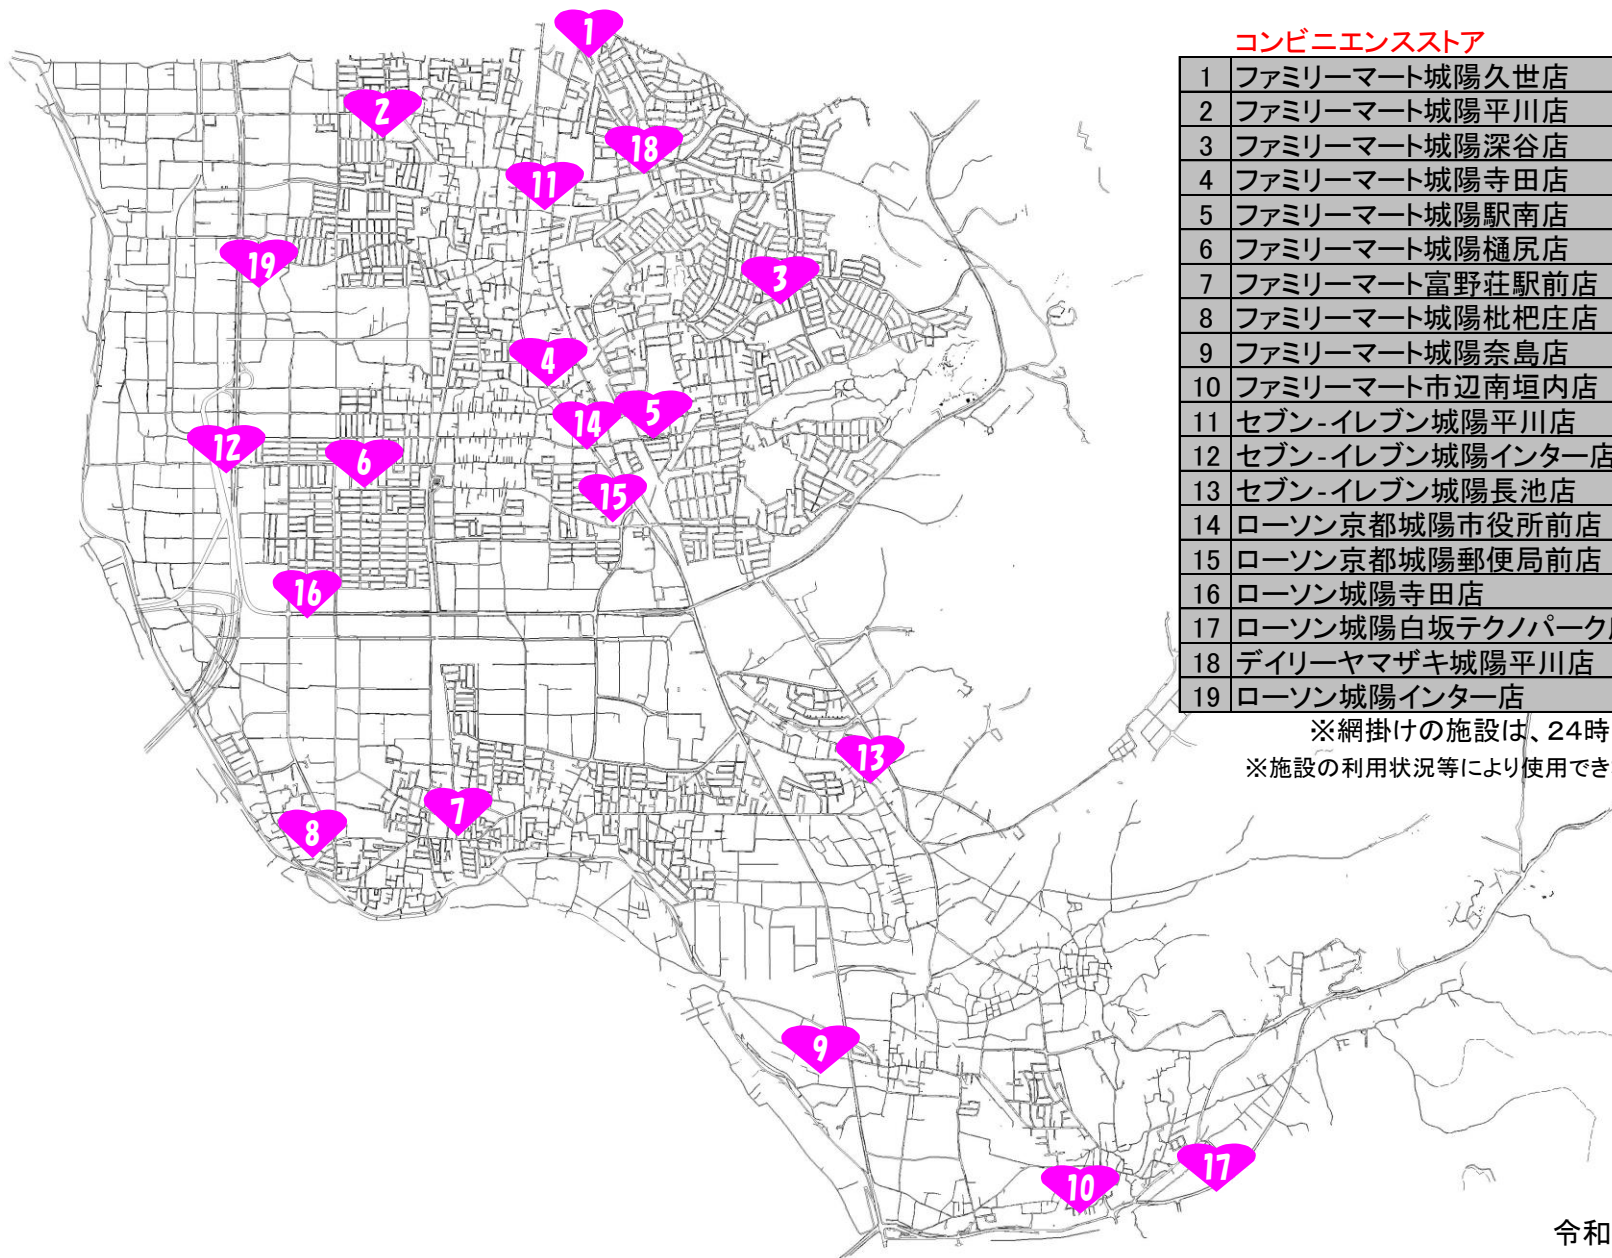 コンビニエンスストア
1 ファミリーマート城陽久世店
2 ファミリーマート城陽平川店
3 ファミリーマート城陽深谷店
4 ファミリーマート城陽寺田店
5 ファミリーマート城陽駅南店
6 ファミリーマート城陽樋尻店
7 ファミリーマート富野荘駅前店
8 ファミリーマート城陽枇杷庄店
9 ファミリーマート城陽奈島店
10 ファミリーマート市辺南垣内店
11 セブン-イレブン城陽平川店
12 セブン-イレブン城陽インター店
13 セブン-イレブン城陽長池店
14 ローソン京都城陽市役所前店
15 ローソン京都城陽郵便局前店
16 ローソン城陽寺田店
17 ローソン城陽白坂テクノパーク
18 デイリーヤマザキ城陽平川店
19 ローソン城陽インター店
※網掛けの施設は、24時
※施設の利用状況等により使用でき
1
2
18
11
19
3
4
5
14
12
6
15
16
13
7
8
9
17
10
令和